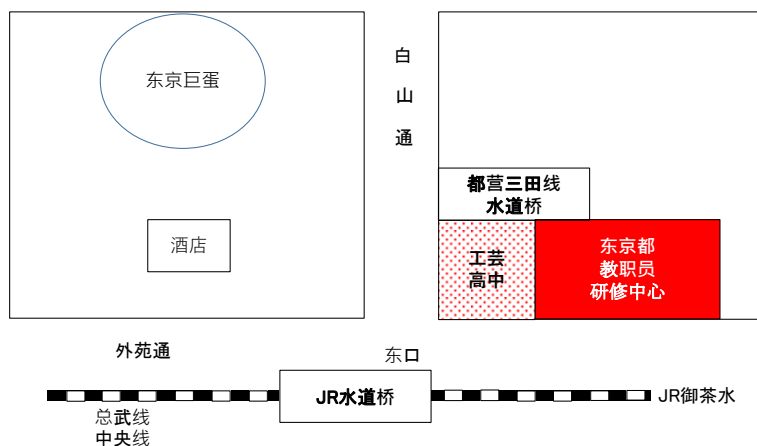 东京巨蛋
白
山
通
都营三田线
水道桥
酒店
工芸
高中
东京都
教职员
研修中心
外苑通
东口
JR水道桥
JR御茶水
总武线
中央线